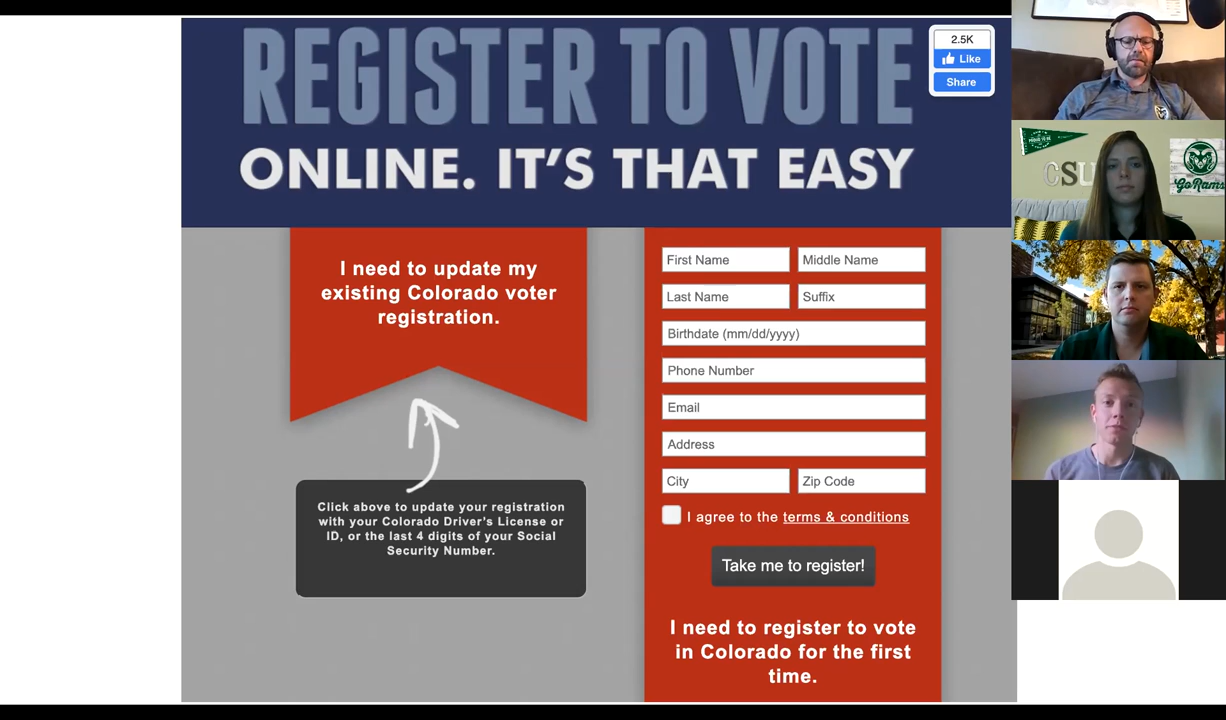 REGISTER TO VOTE
ONLINE. IT'S THAT EASY
2.5K
Like
Share
I need to update my
existing Colorado voter
registration.
Click above to update your registration
with your Colorado Driver's License or
ID, or the last 4 digits of your Social
Security Number.
First Name
Middle Name
Last Name
Suffix
Birthdate (mm/dd/yyyy)
Phone Number
Email
Address
City
Zip Code
I agree to the terms & conditions
Take me to register!
I need to register to vote
in Colorado for the first
time.
CSU
Go Rams